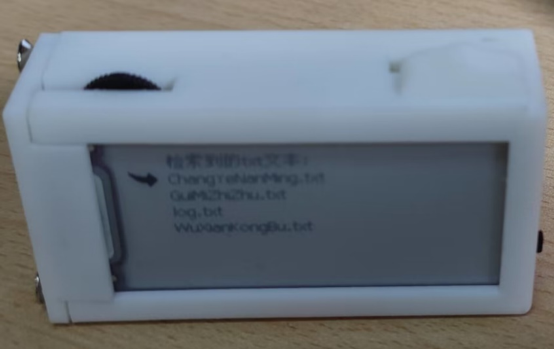 检索到的txt文本:
ChangYeNanMing.txt
GuiMiZhiZhu.txt
log.txt
WuXianKongBu.txt